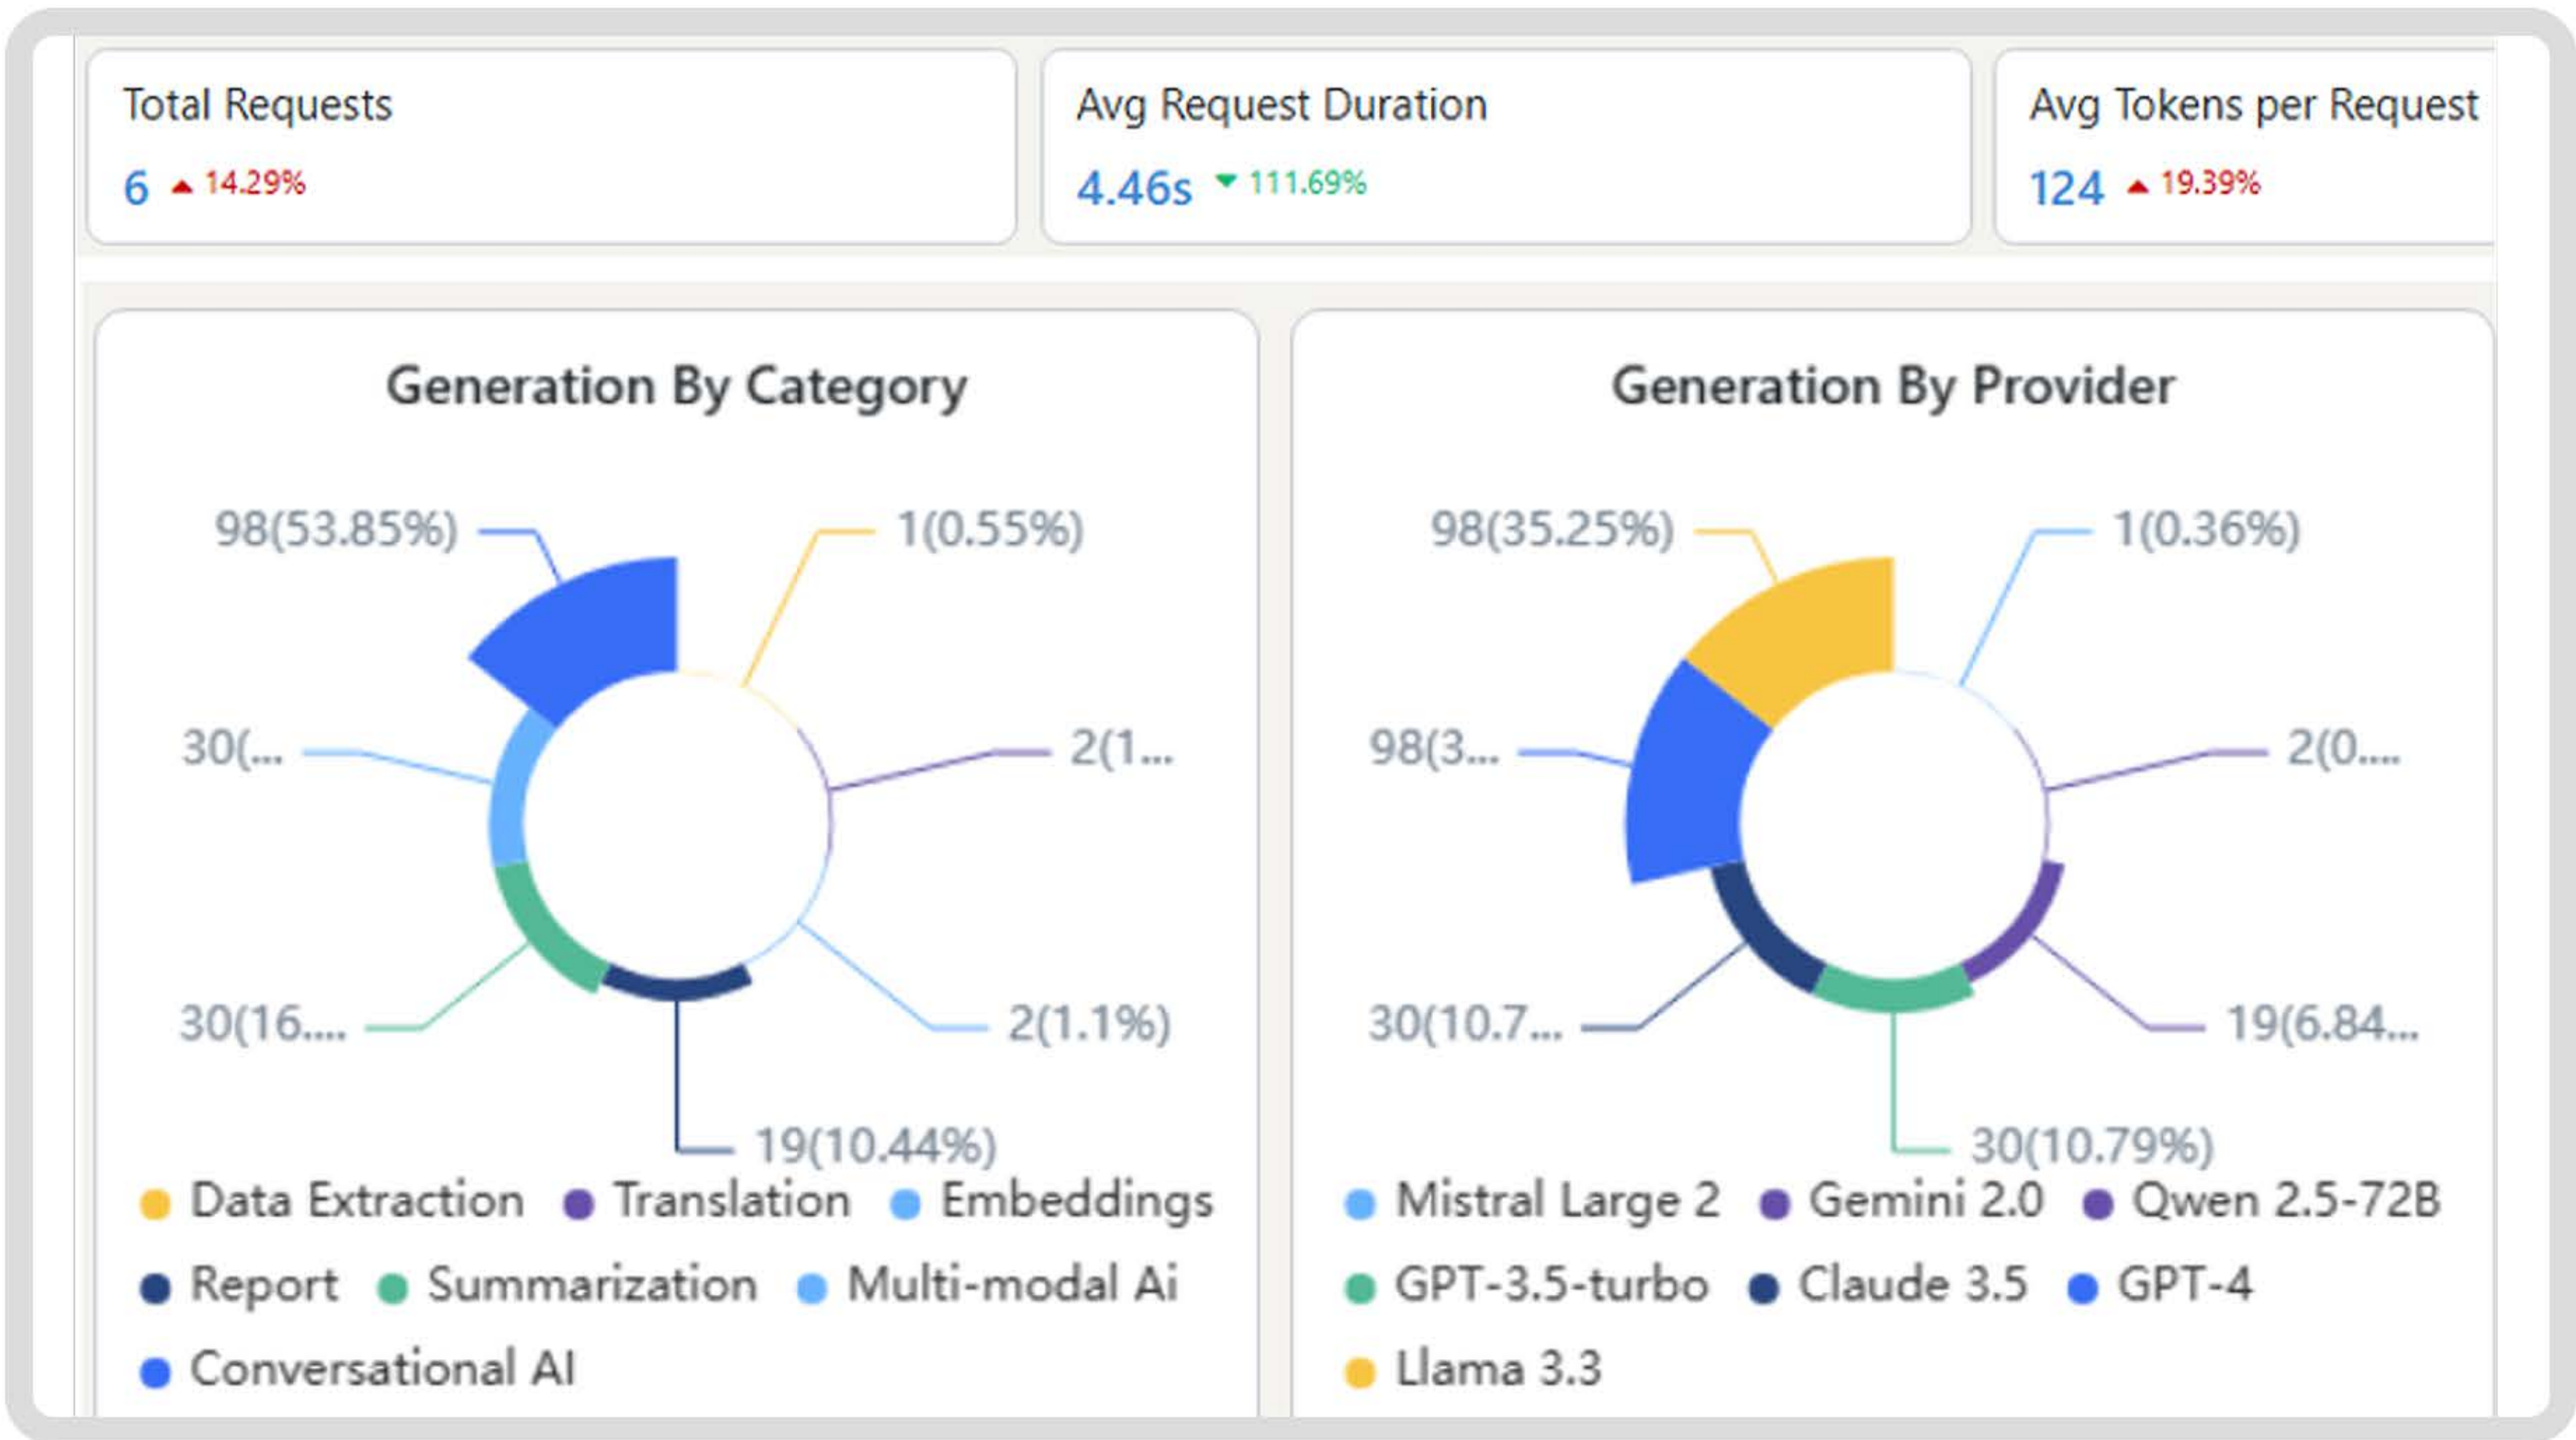 Total Requests
6 ▲ 14.29%
Avg Request Duration
4.46s ▼ 111.69%
Avg Tokens per Request
124 ▲ 19.39%
Generation By Category
98(53.85%)
1(0.55%)
30(...
2(1...
30(16....
2(1.1%)
19(10.44%)
Data Extraction Translation Embeddings
Report Summarization Multi-modal Ai
Conversational AI
Generation By Provider
98(35.25%)
1(0.36%)
98(3...
2(0....
30(10.7...
19(6.84...
30(10.79%)
Mistral Large 2 Gemini 2.0 Qwen 2.5-72B
GPT-3.5-turbo Claude 3.5 GPT-4
Llama 3.3